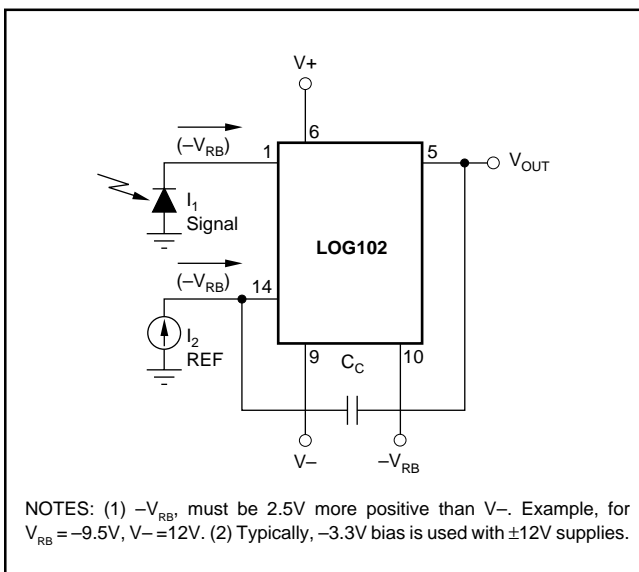 V+
6
(–V_RB)
1
5
V_OUT
I_1
Signal
LOG102
(–V_RB)
14
I_2
REF
9
C_C
10
V–
–V_RB
NOTES: (1) –V_RB, must be 2.5V more positive than V–. Example, for
V_RB = –9.5V, V– =12V. (2) Typically, –3.3V bias is used with ±12V supplies.